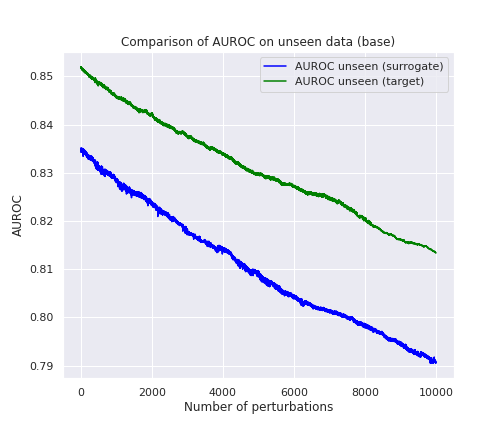 Comparison of AUROC on unseen data (base)
AUROC unseen (surrogate)
AUROC unseen (target)
0.85
0.84
0.83
0.82
0.81
0.80
0.79
AUROC
0 2000 4000 6000 8000 10000
Number of perturbations